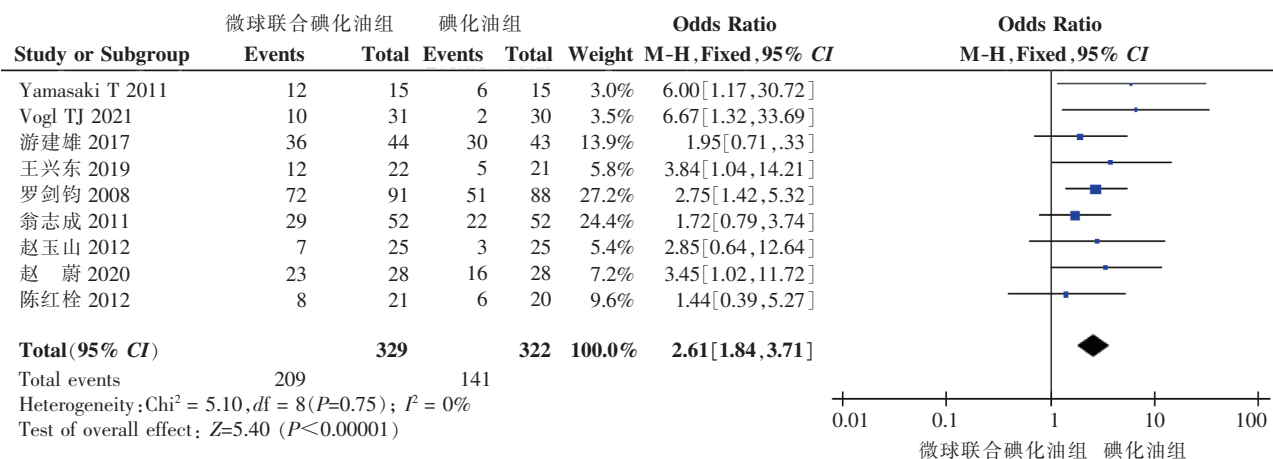 微球联合碘化油组 碘化油组 Odds Ratio Odds Ratio
Study or Subgroup Events Total Events Total Weight M-H,Fixed,95% CI M-H,Fixed,95% CI
Yamasaki T 2011 12 15 6 15 3.0% 6.00[1.17,30.72]
Vogl TJ 2021 10 31 2 30 3.5% 6.67[1.32,33.69]
游建雄 2017 36 44 30 43 13.9% 1.95[0.71,.33]
王兴东 2019 12 22 5 21 5.8% 3.84[1.04,14.21]
罗剑钧 2008 72 91 51 88 27.2% 2.75[1.42,5.32]
翁志成 2011 29 52 22 52 24.4% 1.72[0.79,3.74]
赵玉山 2012 7 25 3 25 5.4% 2.85[0.64,12.64]
赵 蔚 2020 23 28 16 28 7.2% 3.45[1.02,11.72]
陈红栓 2012 8 21 6 20 9.6% 1.44[0.39,5.27]
Total(95% CI) 329 322 100.0% 2.61[1.84,3.71]
Total events 209 141
Heterogeneity:Chi² = 5.10,df = 8(P=0.75); I² = 0%
Test of overall effect: Z=5.40 (P<0.00001)
0.01 0.1 1 10 100
微球联合碘化油组 碘化油组